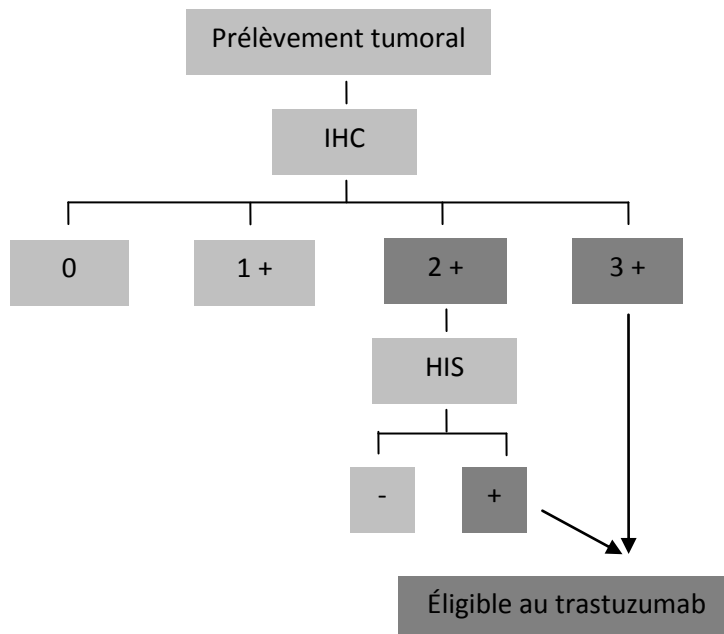 Prélèvement tumoral
IHC
0
1 +
2 +
3 +
HIS
-
+
Éligible au trastuzumab